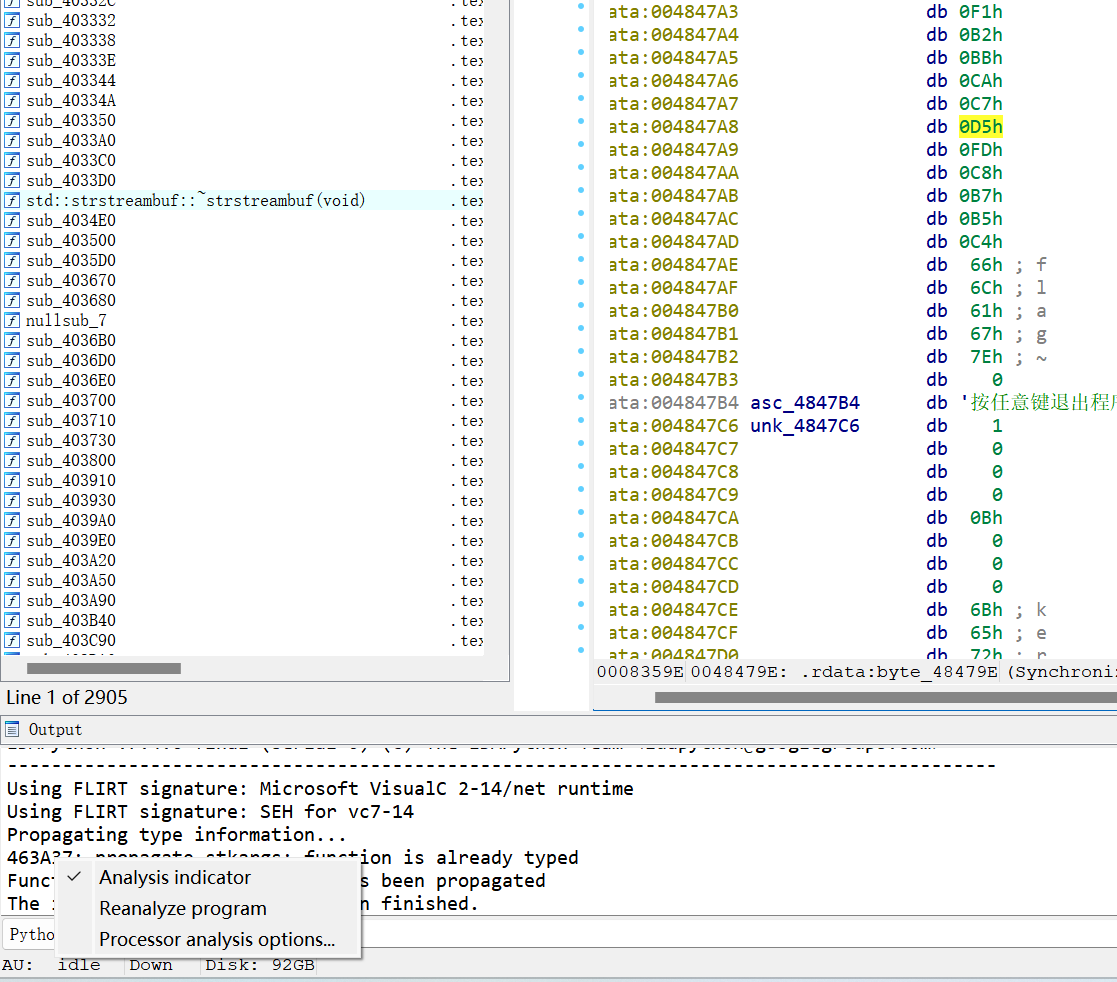 sub_40332C .tex
sub_403332 .tex
sub_403338 .tex
sub_40333E .tex
sub_403344 .tex
sub_40334A .tex
sub_403350 .tex
sub_4033A0 .tex
sub_4033C0 .tex
sub_4033D0 .tex
std::strstreambuf::~strstreambuf(void) .tex
sub_4034E0 .tex
sub_403500 .tex
sub_4035D0 .tex
sub_403670 .tex
sub_403680 .tex
nullsub_7 .tex
sub_4036B0 .tex
sub_4036D0 .tex
sub_4036E0 .tex
sub_403700 .tex
sub_403710 .tex
sub_403730 .tex
sub_403800 .tex
sub_403910 .tex
sub_403930 .tex
sub_4039A0 .tex
sub_4039E0 .tex
sub_403A20 .tex
sub_403A50 .tex
sub_403A90 .tex
sub_403B40 .tex
sub_403C90 .tex
Line 1 of 2905
ata:004847A3 db 0F1h
ata:004847A4 db 0B2h
ata:004847A5 db 0BBh
ata:004847A6 db 0CAh
ata:004847A7 db 0C7h
ata:004847A8 db 0D5h
ata:004847A9 db 0FDh
ata:004847AA db 0C8h
ata:004847AB db 0B7h
ata:004847AC db 0B5h
ata:004847AD db 0C4h
ata:004847AE db 66h ; f
ata:004847AF db 6Ch ; l
ata:004847B0 db 61h ; a
ata:004847B1 db 67h ; g
ata:004847B2 db 7Eh ; ~
ata:004847B3 db 0
ata:004847B4 asc_4847B4 db '按任意键退出程序
ata:004847C6 unk_4847C6 db 1
ata:004847C7 db 0
ata:004847C8 db 0
ata:004847C9 db 0
ata:004847CA db 0Bh
ata:004847CB db 0
ata:004847CC db 0
ata:004847CD db 0
ata:004847CE db 6Bh ; k
ata:004847CF db 65h ; e
ata:004847D0 db 72h ; r
0008359E 0048479E: .rdata:byte_48479E (Synchroni
Output
--------------------------------------------------------------------------------
Using FLIRT signature: Microsoft VisualC 2-14/net runtime
Using FLIRT signature: SEH for vc7-14
Propagating type information...
463A37: propagate_stkargs: function is already typed
Func s been propagated
The n finished.
Analysis indicator
Reanalyze program
Processor analysis options...
Pytho
AU: idle Down Disk: 92GB